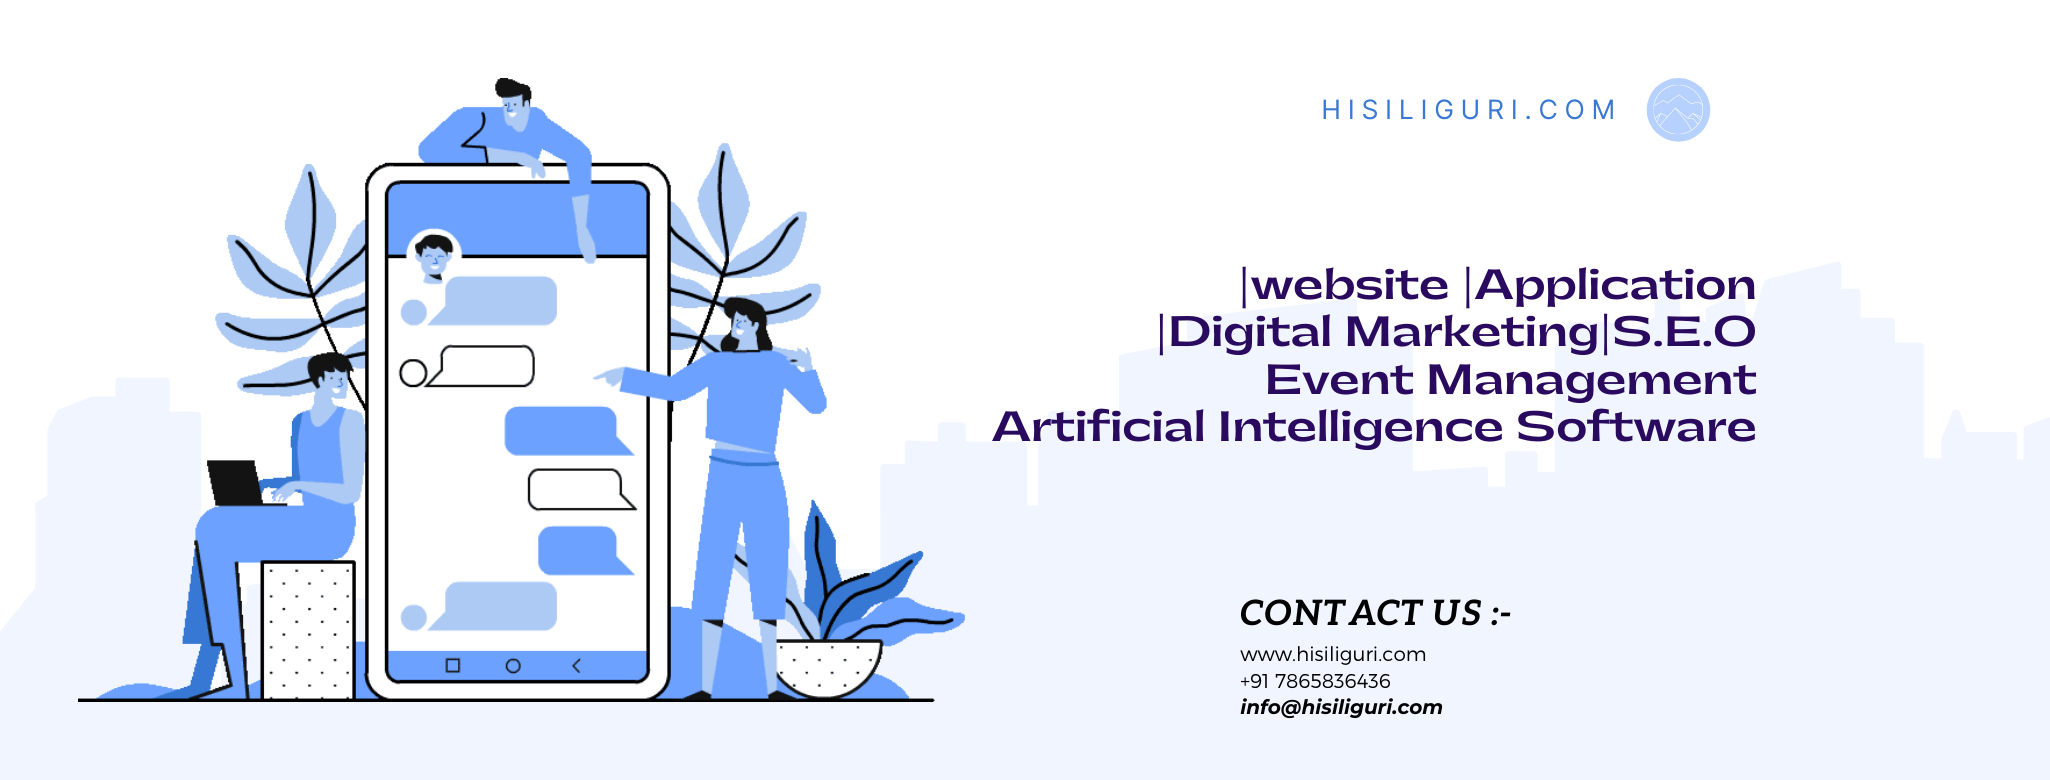 HISILIGURI.COM
|website |Application
|Digital Marketing|S.E.O
Event Management
Artificial Intelligence Software
CONTACT US :-
www.hisiliguri.com
+91 7865836436
info@hisiliguri.com